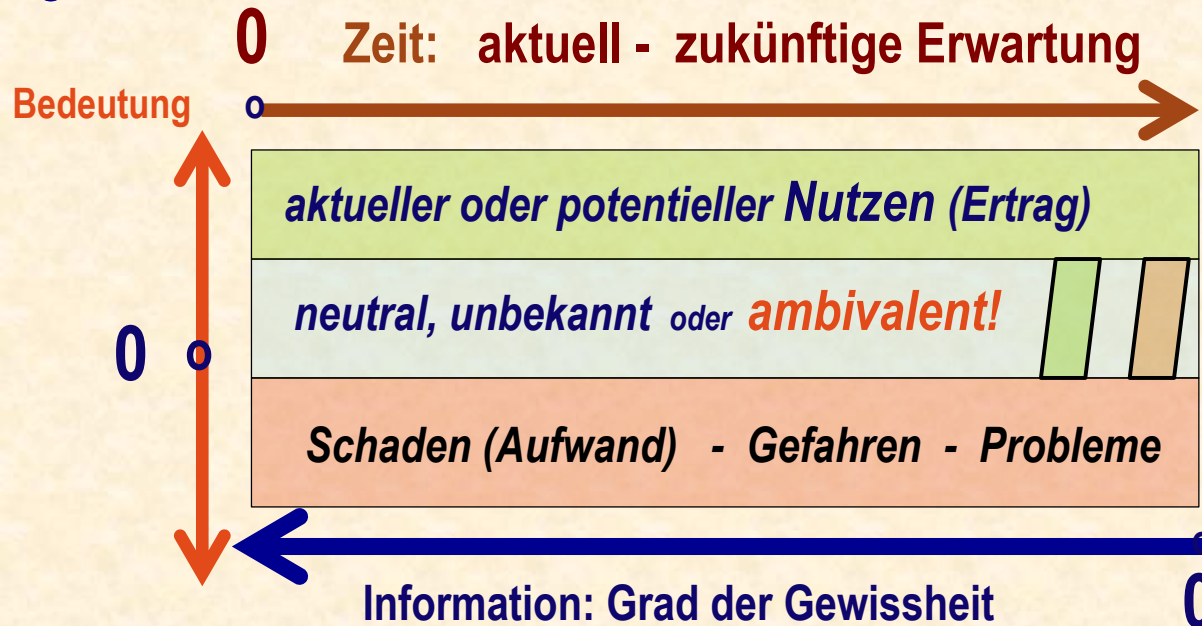 0 Zeit: aktuell - zukünftige Erwartung
Bedeutung
aktueller oder potentieller Nutzen (Ertrag)
neutral, unbekannt oder ambivalent!
0
Schaden (Aufwand) - Gefahren - Probleme
Information: Grad der Gewissheit 0